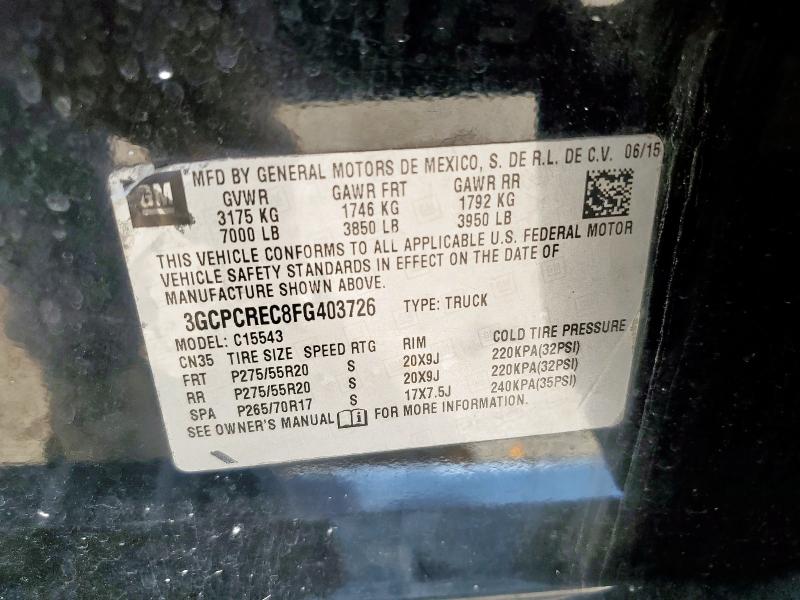 GM
MFD BY GENERAL MOTORS DE MEXICO, S. DE R.L. DE C.V. 06/15
GVWR GAWR FRT GAWR RR
3175 KG 1746 KG 1792 KG
7000 LB 3850 LB 3950 LB
THIS VEHICLE CONFORMS TO ALL APPLICABLE U.S. FEDERAL MOTOR
VEHICLE SAFETY STANDARDS IN EFFECT ON THE DATE OF
MANUFACTURE SHOWN ABOVE.
3GCPCREC8FG403726 TYPE: TRUCK
MODEL: C15543
CN35 TIRE SIZE SPEED RTG RIM COLD TIRE PRESSURE
FRT P275/55R20 S 20X9J 220KPA(32PSI)
RR P275/55R20 S 20X9J 220KPA(32PSI)
SPA P265/70R17 S 17X7.5J 240KPA(35PSI)
SEE OWNER'S MANUAL FOR MORE INFORMATION.